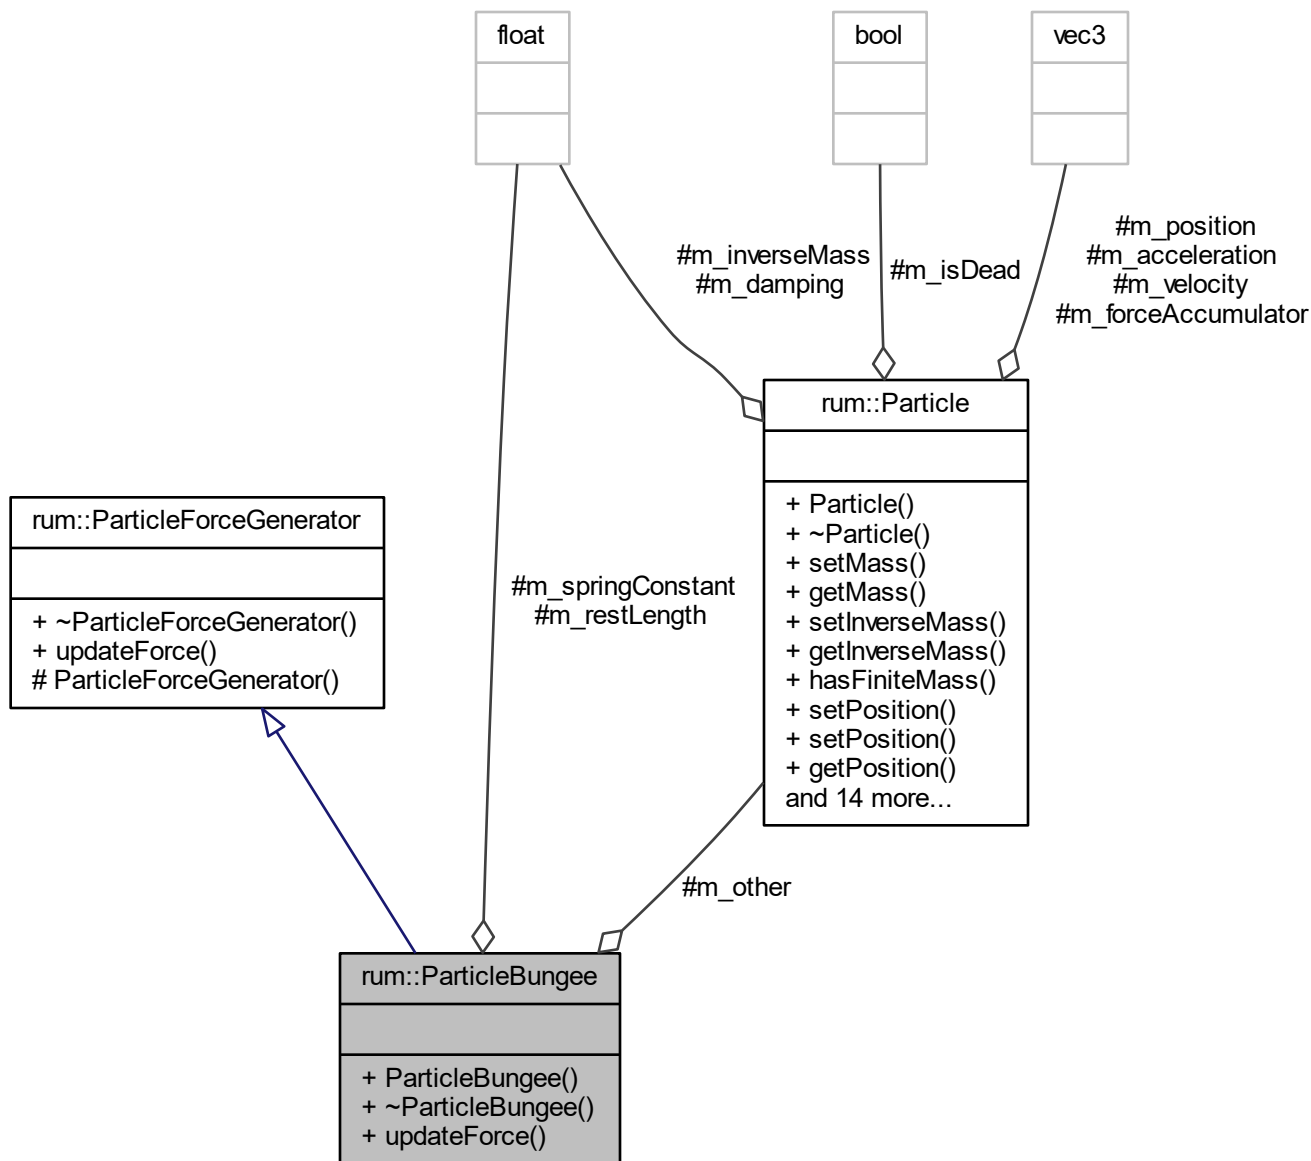 float
bool
vec3
#m_inverseMass
#m_damping
#m_isDead
#m_position
#m_acceleration
#m_velocity
#m_forceAccumulator
rum::Particle
+ Particle()
+ ~Particle()
+ setMass()
+ getMass()
+ setInverseMass()
+ getInverseMass()
+ hasFiniteMass()
+ setPosition()
+ setPosition()
+ getPosition()
and 14 more...
rum::ParticleForceGenerator
+ ~ParticleForceGenerator()
+ updateForce()
# ParticleForceGenerator()
#m_springConstant
#m_restLength
#m_other
rum::ParticleBungee
+ ParticleBungee()
+ ~ParticleBungee()
+ updateForce()